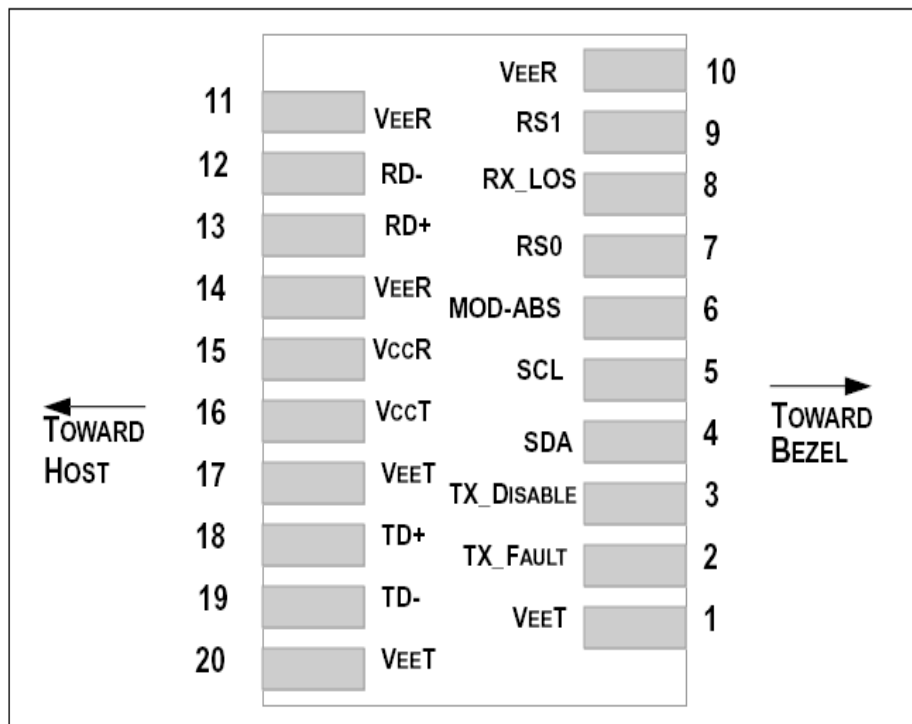 VEER 10
11 VEER
RS1 9
12 RD-
RX_LOS 8
13 RD+
RS0 7
14 VEER
MOD-ABS 6
15 VCCR
SCL 5
16 VCCT
TOWARD
HOST
TOWARD
BEZEL
SDA 4
17 VEET
TX_DISABLE 3
18 TD+
TX_FAULT 2
19 TD-
VEET 1
20 VEET